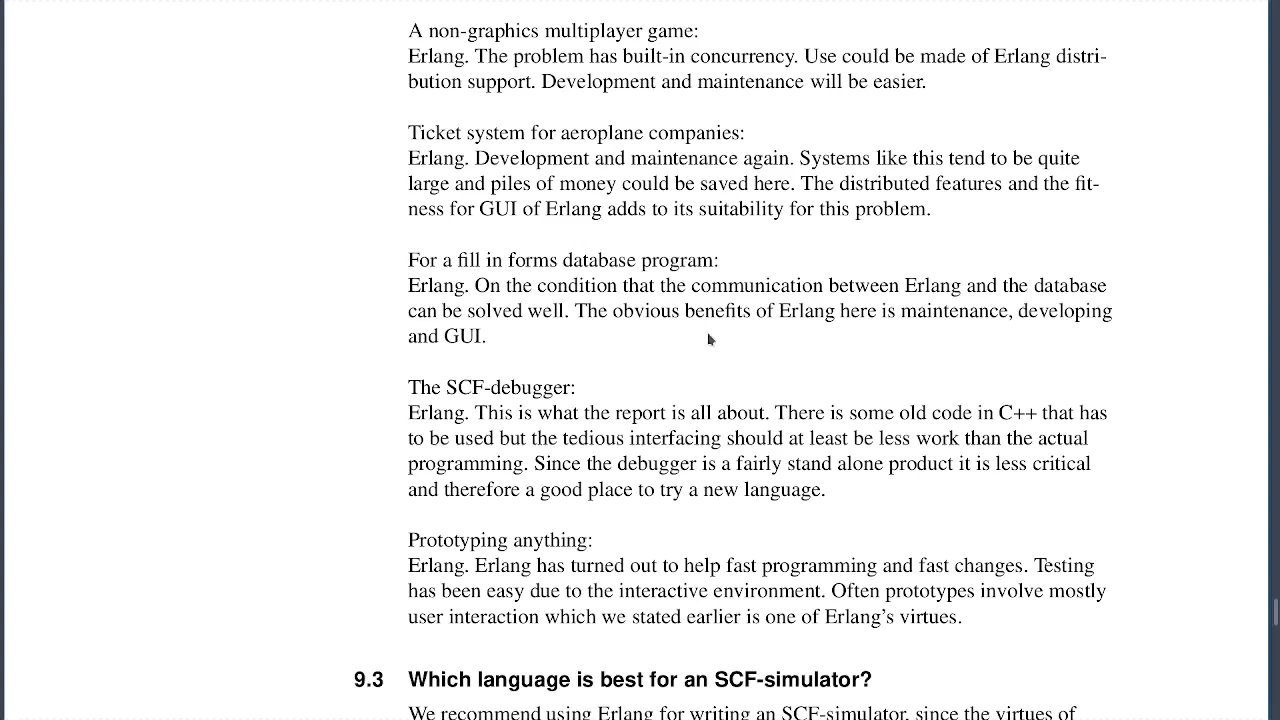 A non-graphics multiplayer game:
Erlang. The problem has built-in concurrency. Use could be made of Erlang distri-
bution support. Development and maintenance will be easier.
Ticket system for aeroplane companies:
Erlang. Development and maintenance again. Systems like this tend to be quite
large and piles of money could be saved here. The distributed features and the fit-
ness for GUI of Erlang adds to its suitability for this problem.
For a fill in forms database program:
Erlang. On the condition that the communication between Erlang and the database
can be solved well. The obvious benefits of Erlang here is maintenance, developing
and GUI.
The SCF-debugger:
Erlang. This is what the report is all about. There is some old code in C++ that has
to be used but the tedious interfacing should at least be less work than the actual
programming. Since the debugger is a fairly stand alone product it is less critical
and therefore a good place to try a new language.
Prototyping anything:
Erlang. Erlang has turned out to help fast programming and fast changes. Testing
has been easy due to the interactive environment. Often prototypes involve mostly
user interaction which we stated earlier is one of Erlang's virtues.
9.3 Which language is best for an SCF-simulator?
We recommend using Erlang for writing an SCF-simulator, since the virtues of